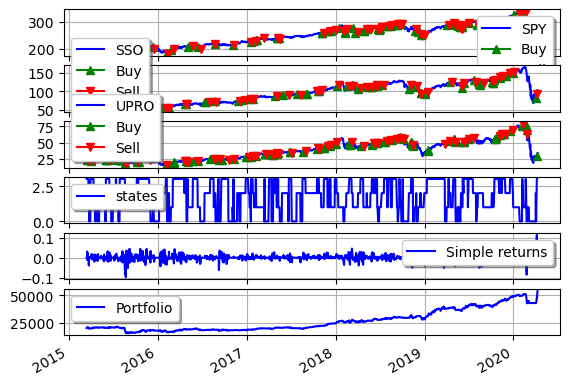 300
200
SPY
Buy
SSO
Buy
Sell
150
100
50
UPRO
Buy
Sell
75
50
25
2.5
0.0
states
0.1
0.0
−0.1
Simple returns
50000
25000
Portfolio
2015 2016 2017 2018 2019 2020